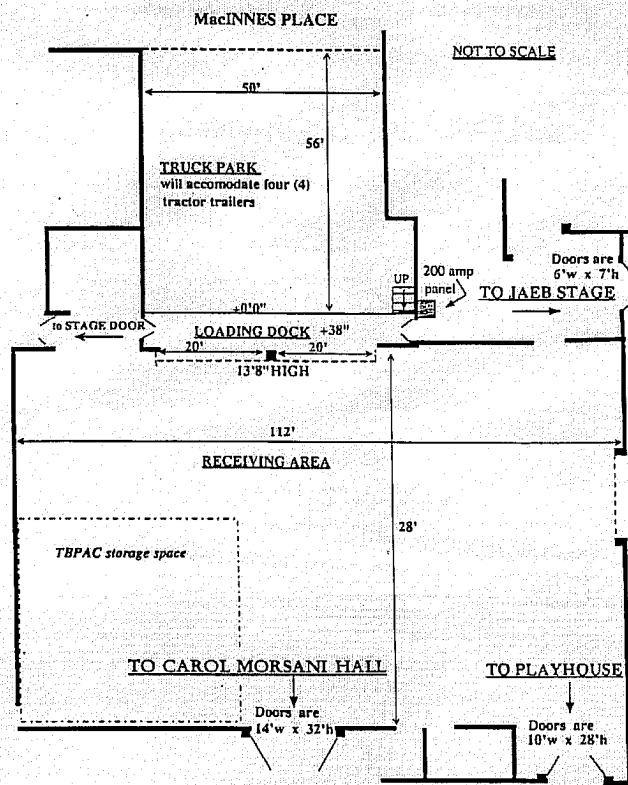 MacINNES PLACE
NOT TO SCALE
50'
56'
TRUCK PARK
will accomodate four (4)
tractor trailers
Doors are
6'w x 7'h
UP
200 amp
panel
TO JAEB STAGE
+0'0"
to STAGE DOOR
LOADING DOCK +38"
20' 20'
13'8" HIGH
112'
RECEIVING AREA
28'
TBPAC storage space
TO CAROL MORSANI HALL
TO PLAYHOUSE
Doors are
14'w x 32'h
Doors are
10'w x 28'h